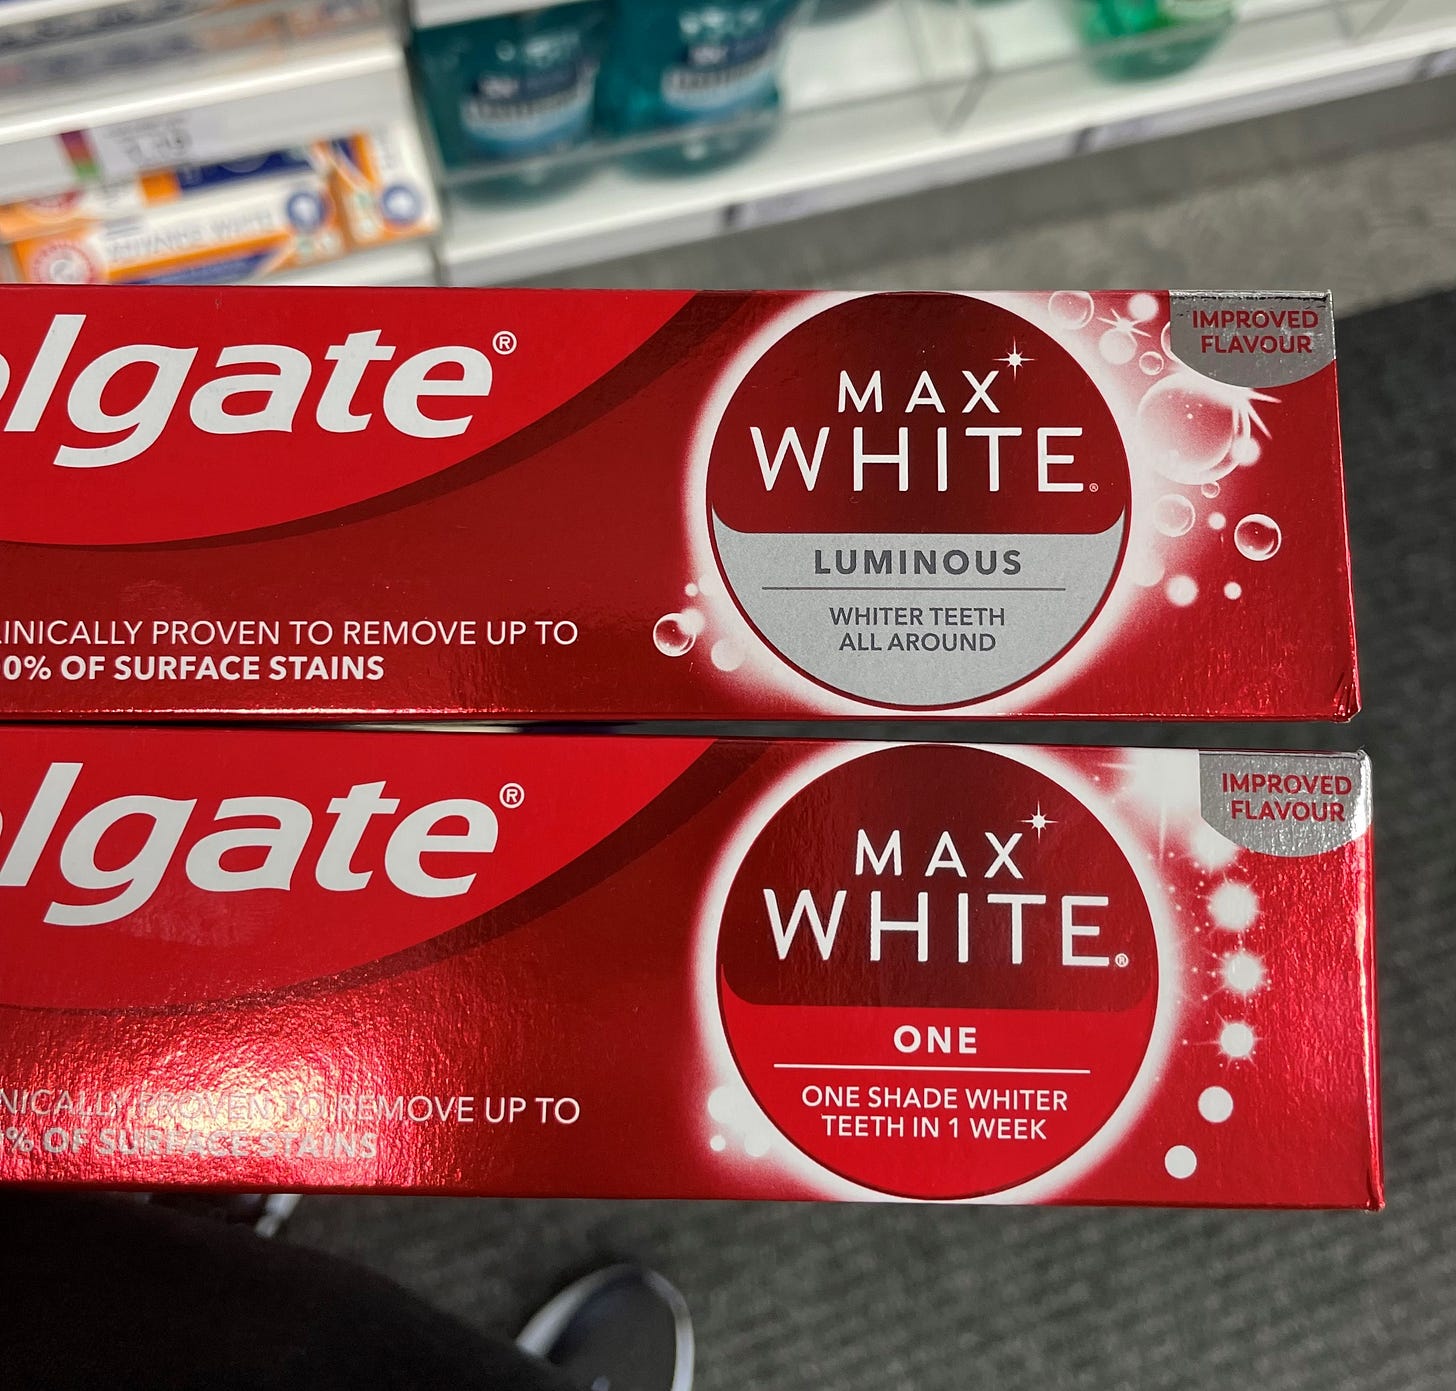 ADVANCE WHITE
olgate®
MAX
WHITE®
LUMINOUS
WHITER TEETH
ALL AROUND
IMPROVED
FLAVOUR
INICALLY PROVEN TO REMOVE UP TO
0% OF SURFACE STAINS
olgate®
MAX
WHITE®
ONE
ONE SHADE WHITER
TEETH IN 1 WEEK
IMPROVED
FLAVOUR
NICALLY PROVEN TO REMOVE UP TO
% OF SURFACE STAINS